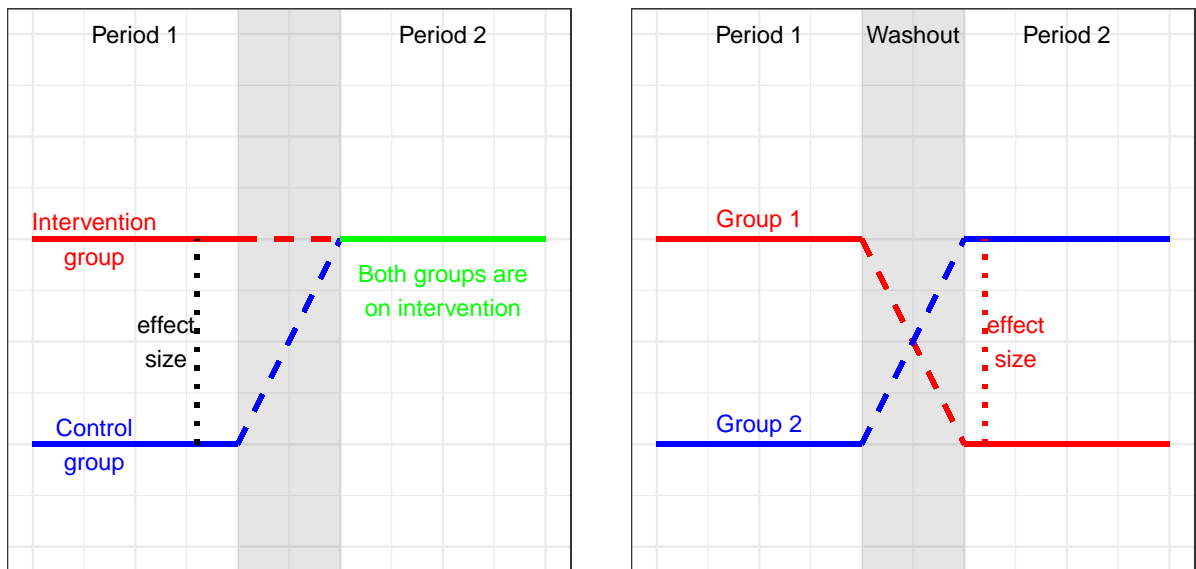 Period 1
Period 2
Intervention
group
Both groups are
on intervention
effect
size
Control
group
Period 1
Washout
Period 2
Group 1
effect
size
Group 2